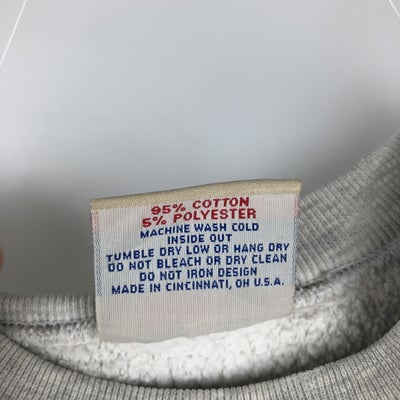 95% COTTON
5% POLYESTER
MACHINE WASH COLD
INSIDE OUT
TUMBLE DRY LOW OR HANG DRY
DO NOT BLEACH OR DRY CLEAN
DO NOT IRON DESIGN
MADE IN CINCINNATI, OH U.S.A.